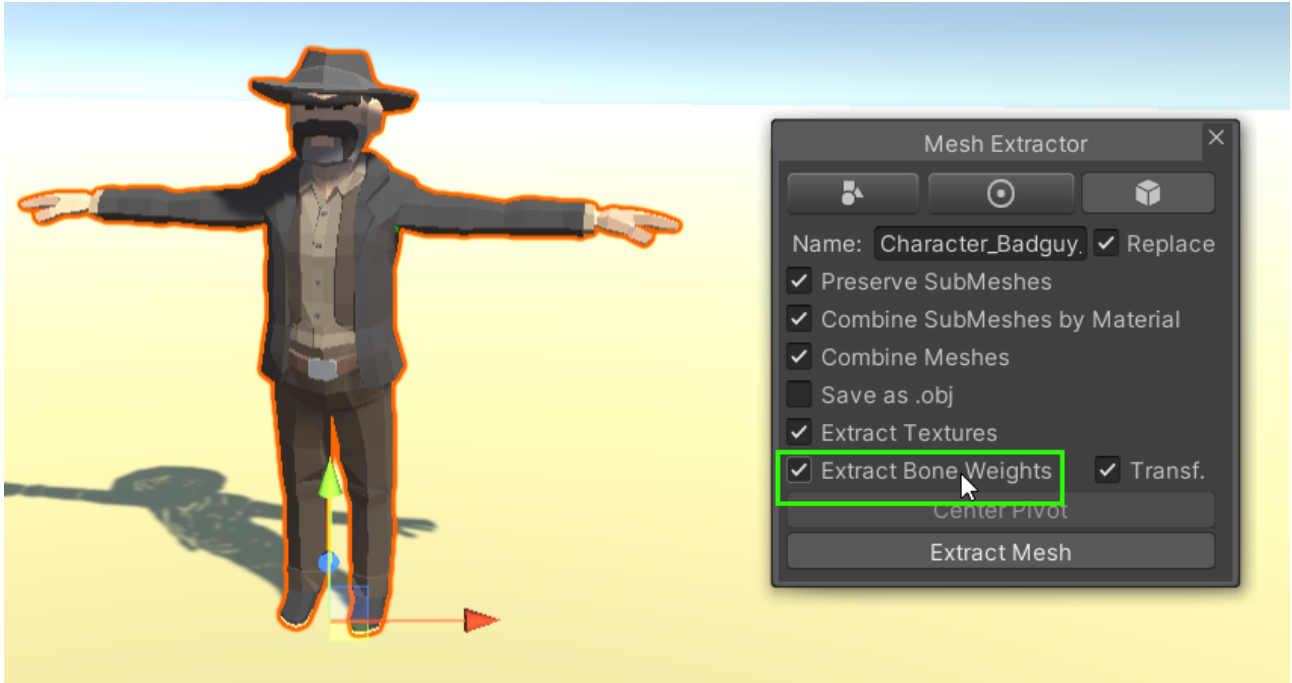 Mesh Extractor
Name: Character_Badguy. Replace
Preserve SubMeshes
Combine SubMeshes by Material
Combine Meshes
Save as .obj
Extract Textures
Extract Bone Weights Transf.
Center Pivot
Extract Mesh